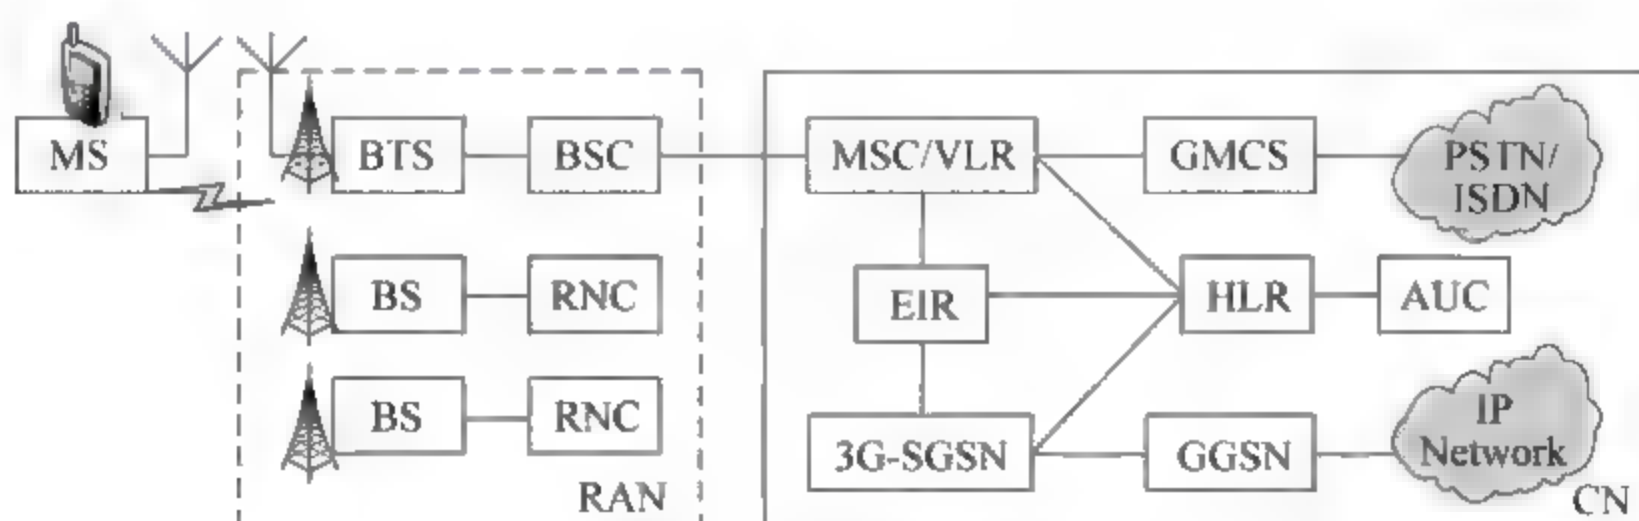 MS
BTS
BSC
MSC/VLR
GMCS
PSTN/
ISDN
BS
RNC
EIR
HLR
AUC
BS
RNC
3G-SGSN
GGSN
IP
Network
RAN
CN